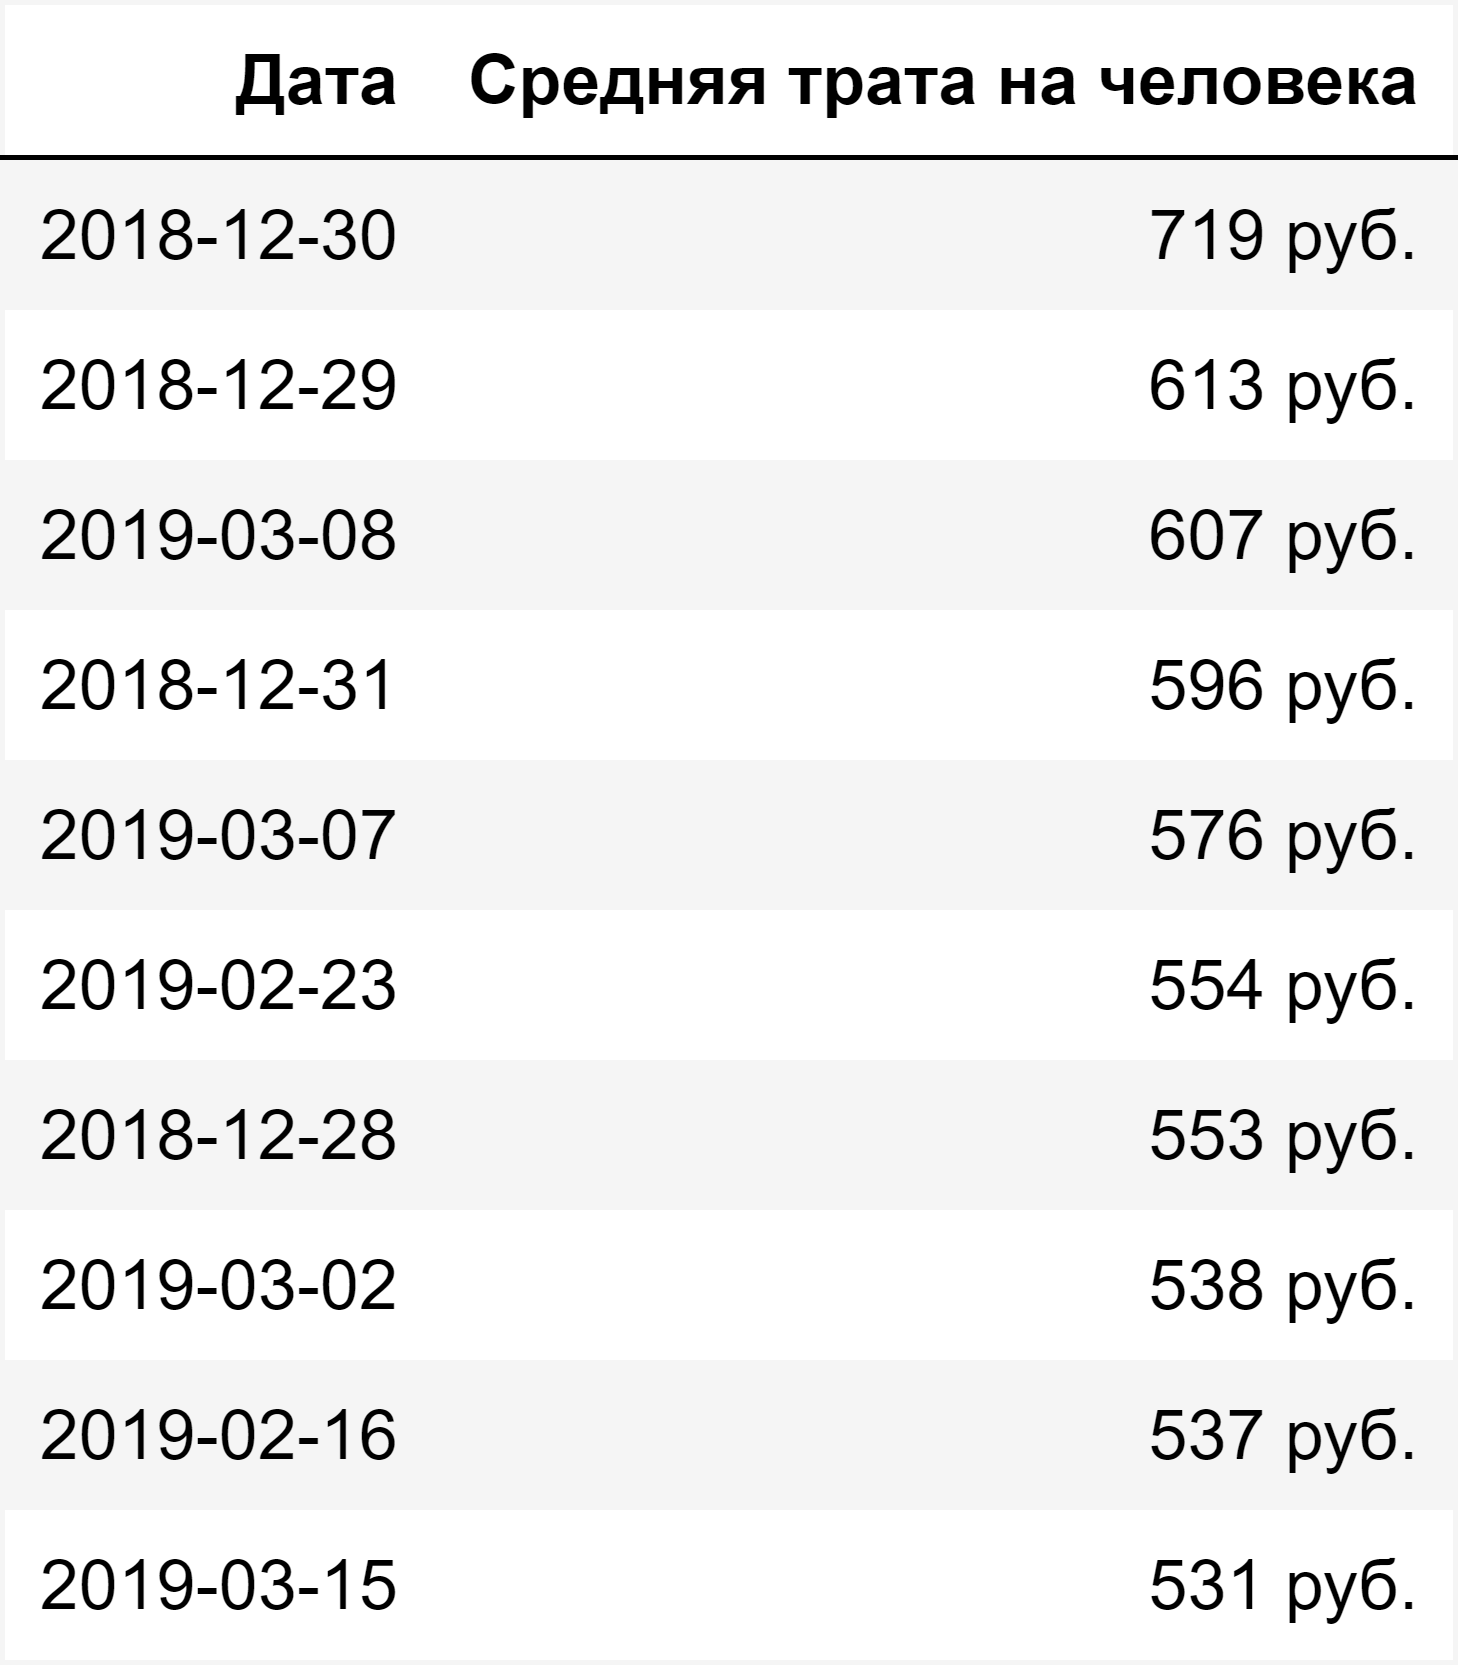 Дата Средняя трата на человека
2018-12-30 719 руб.
2018-12-29 613 руб.
2019-03-08 607 руб.
2018-12-31 596 руб.
2019-03-07 576 руб.
2019-02-23 554 руб.
2018-12-28 553 руб.
2019-03-02 538 руб.
2019-02-16 537 руб.
2019-03-15 531 руб.